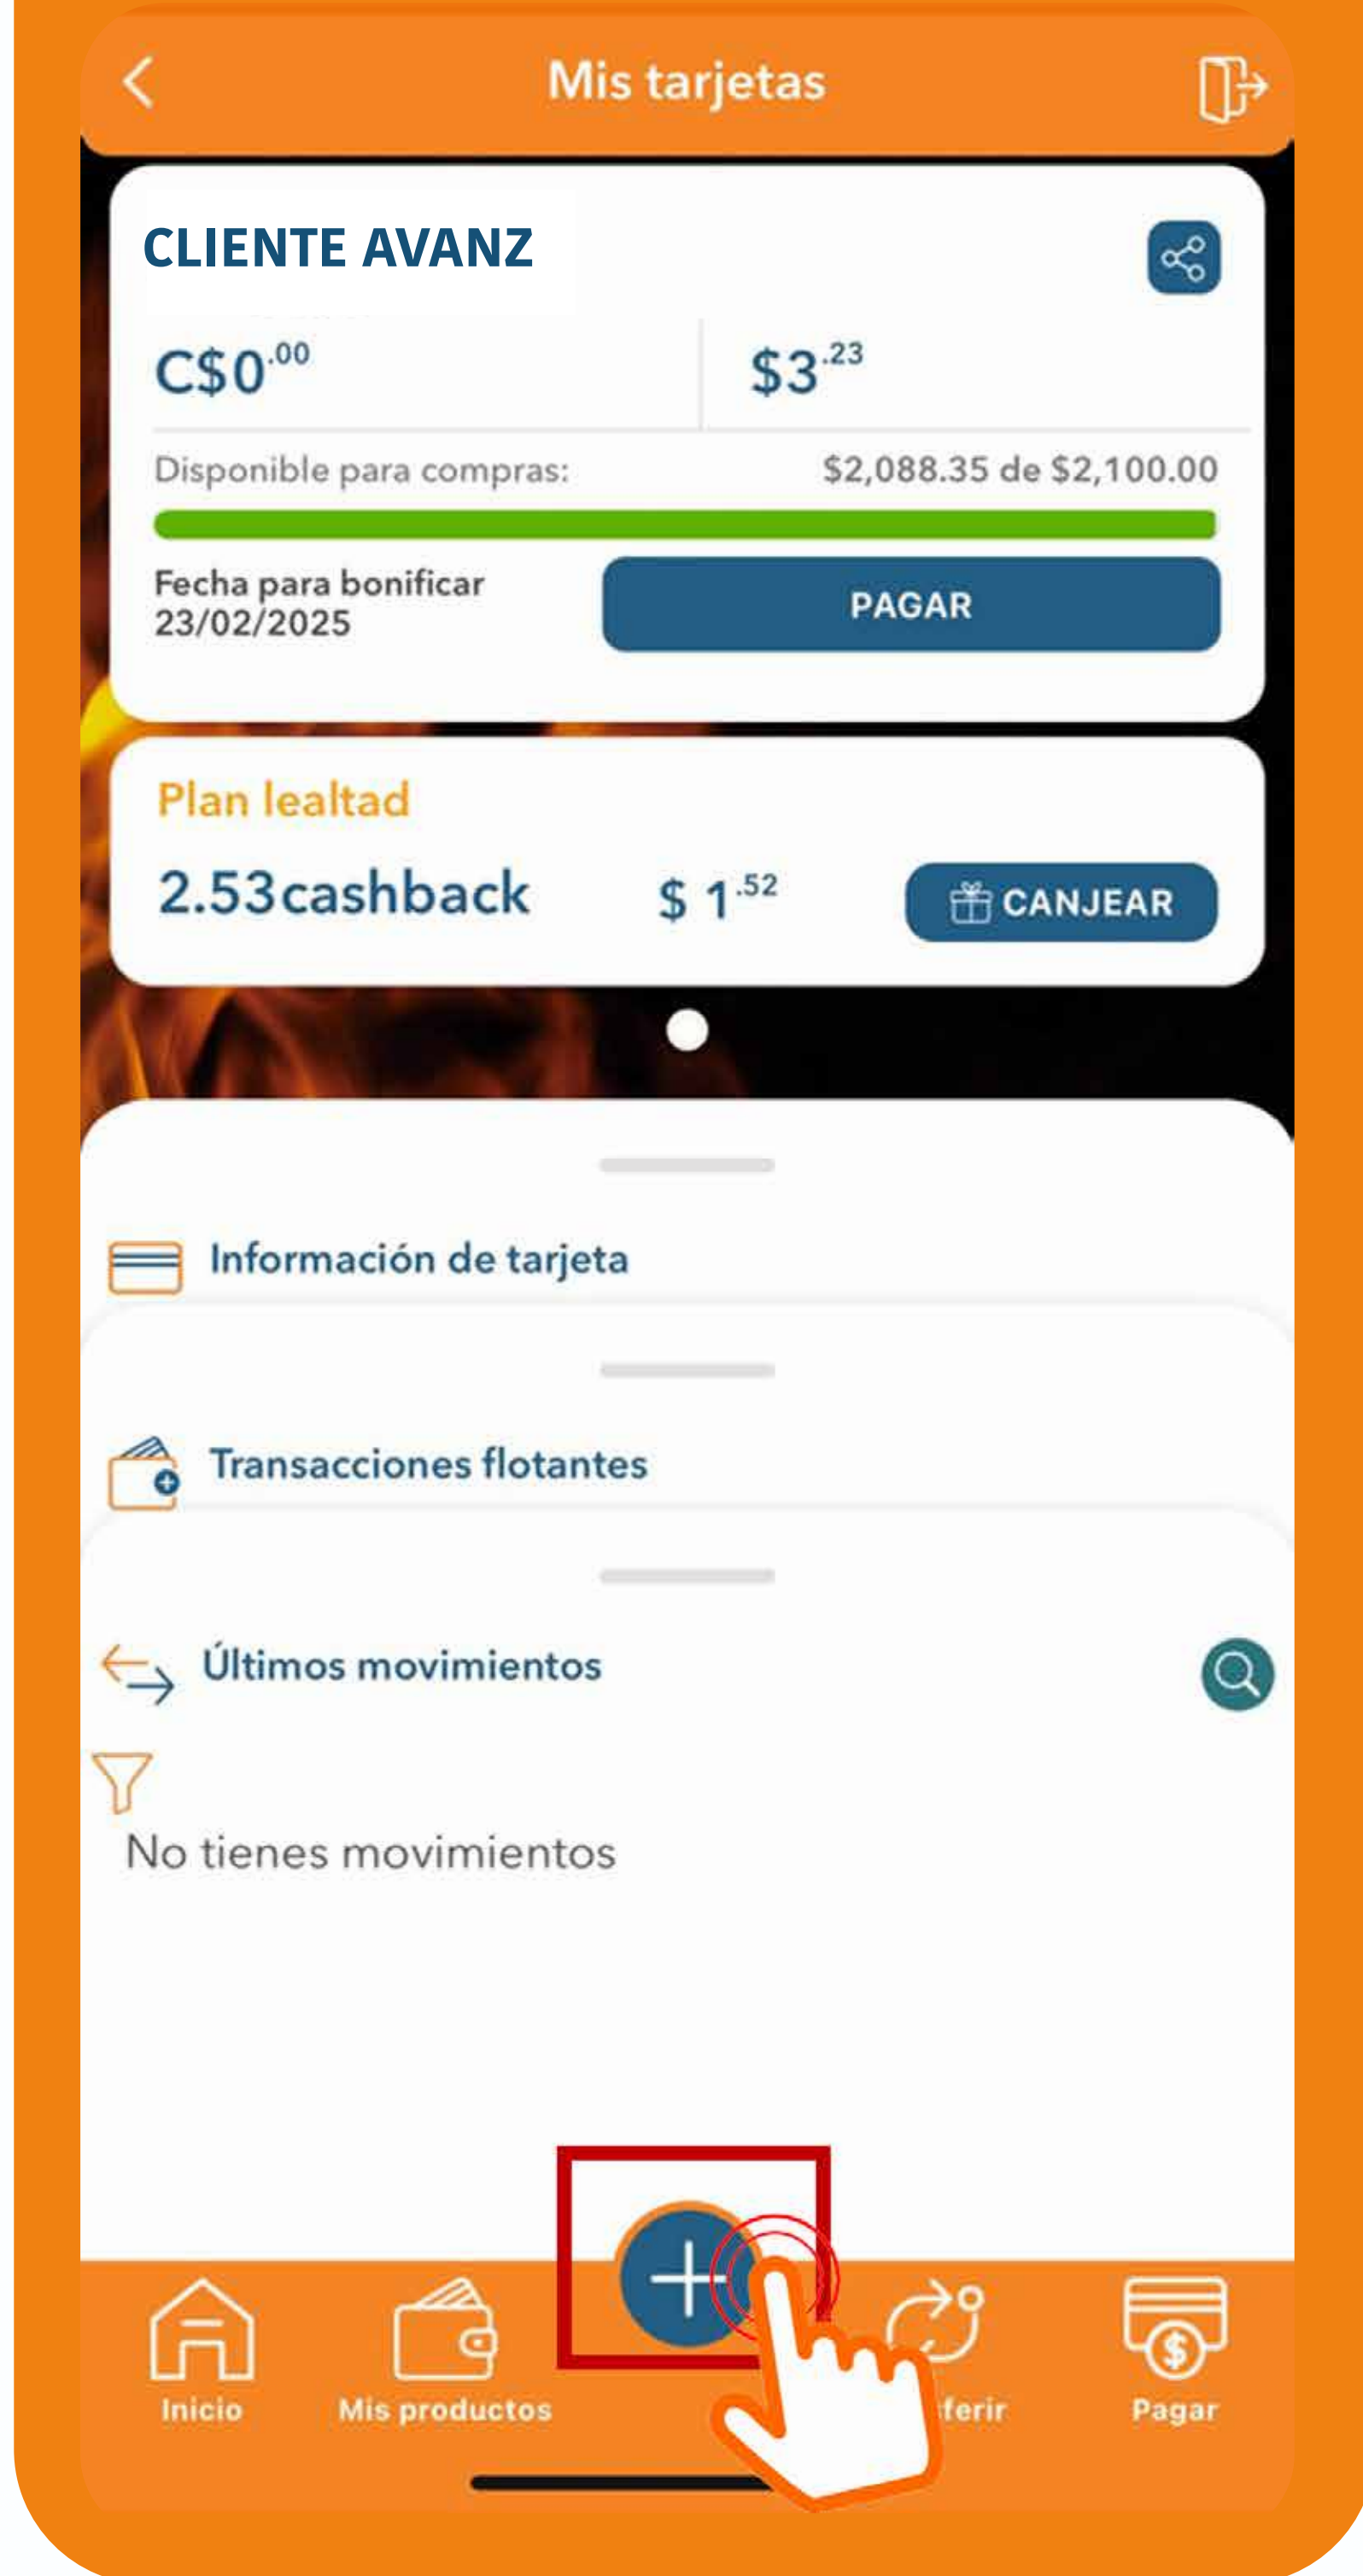 Mis tarjetas
CLIENTE AVANZ
C$0.00 $3.23
Disponible para compras: $2,088.35 de $2,100.00
Fecha para bonificar
23/02/2025
PAGAR
Plan lealtad
2.53cashback $ 1.52 CANJEAR
Información de tarjeta
Transacciones flotantes
Últimos movimientos
No tienes movimientos
Inicio Mis productos ferir Pagar